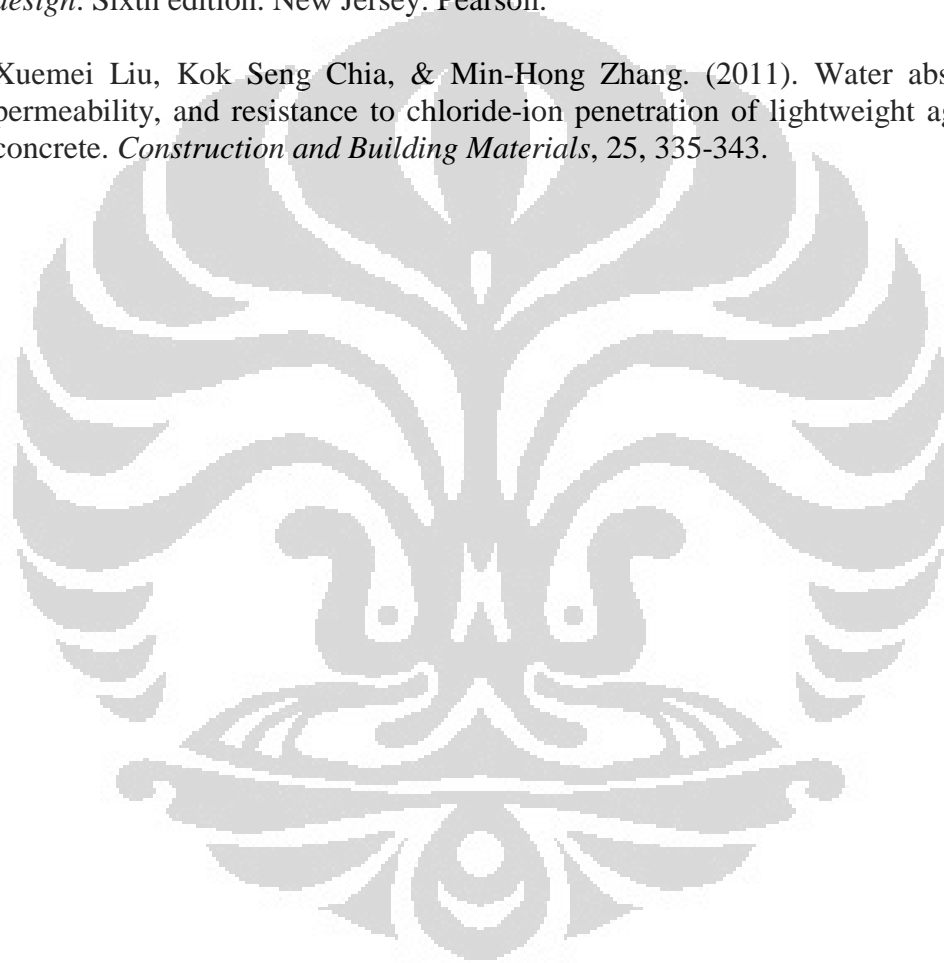 design. Sixth edition. New Jersey: Pearson.
Xuemei Liu, Kok Seng Chia, & Min-Hong Zhang. (2011). Water abs
permeability, and resistance to chloride-ion penetration of lightweight ag
concrete. Construction and Building Materials, 25, 335-343.